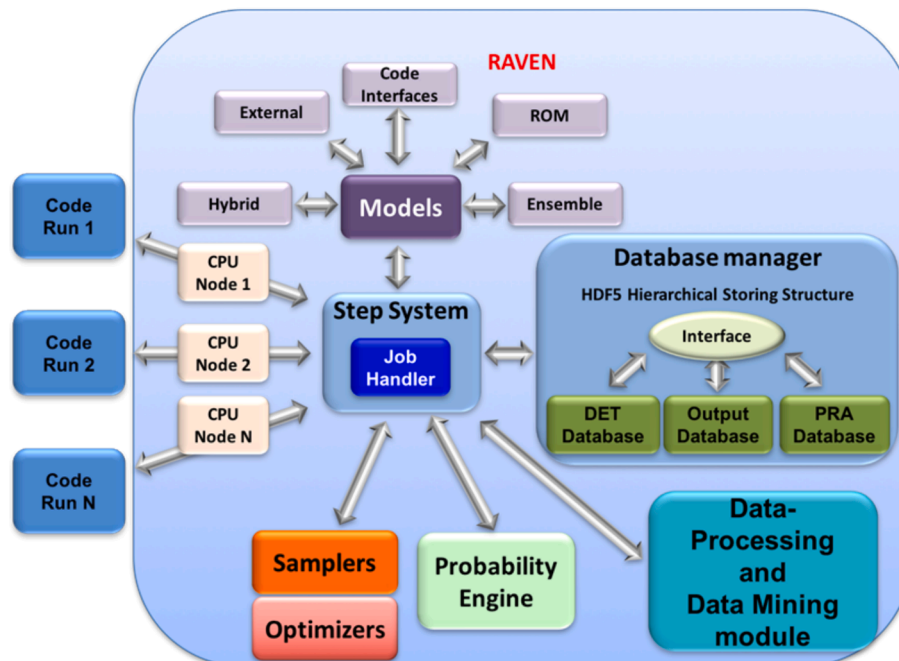 RAVEN
Code
Interfaces
External
ROM
Hybrid
Models
Ensemble
Code
Run 1
CPU
Node 1
Code
Run 2
CPU
Node 2
Code
Run N
CPU
Node N
Step System
Job
Handler
Database manager
HDF5 Hierarchical Storing Structure
Interface
DET
Database
Output
Database
PRA
Database
Samplers
Optimizers
Probability
Engine
Data-
Processing
and
Data Mining
module